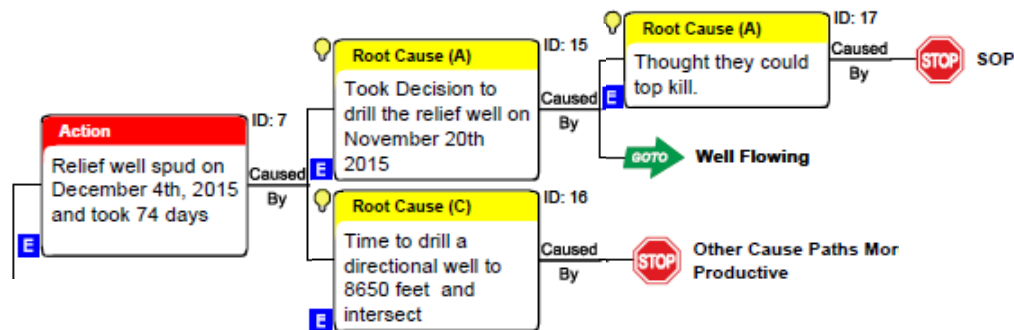 Action
ID: 7
Relief well spud on
December 4th, 2015
and took 74 days
E
Caused
By
Root Cause (A)
ID: 15
Took Decision to
drill the relief well on
November 20th
2015
E
Caused
By
Root Cause (A)
ID: 17
Thought they could
top kill.
E
Caused
By
STOP
SOP
GOTO
Well Flowing
Root Cause (C)
ID: 16
Time to drill a
directional well to
8650 feet and
intersect
E
Caused
By
STOP
Other Cause Paths Mor
Productive